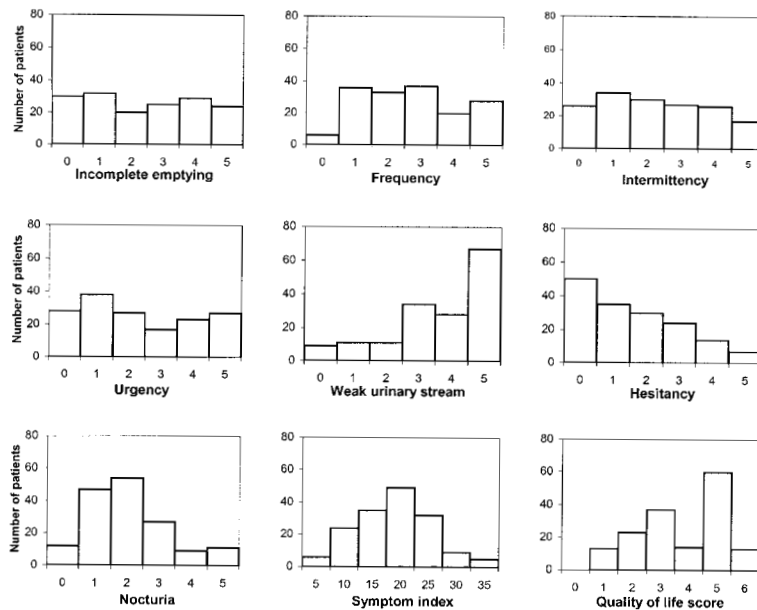 80
60
40
20
0
Number of patients
0 1 2 3 4 5
Incomplete emptying
80
60
40
20
0
0 1 2 3 4 5
Frequency
80
60
40
20
0
0 1 2 3 4 5
Intermittency
80
60
40
20
0
Number of patients
0 1 2 3 4 5
Urgency
80
60
40
20
0
0 1 2 3 4 5
Weak urinary stream
80
60
40
20
0
0 1 2 3 4 5
Hesitancy
80
60
40
20
0
Number of patients
0 1 2 3 4 5
Nocturia
80
60
40
20
0
5 10 15 20 25 30 35
Symptom index
80
60
40
20
0
0 1 2 3 4 5 6
Quality of life score